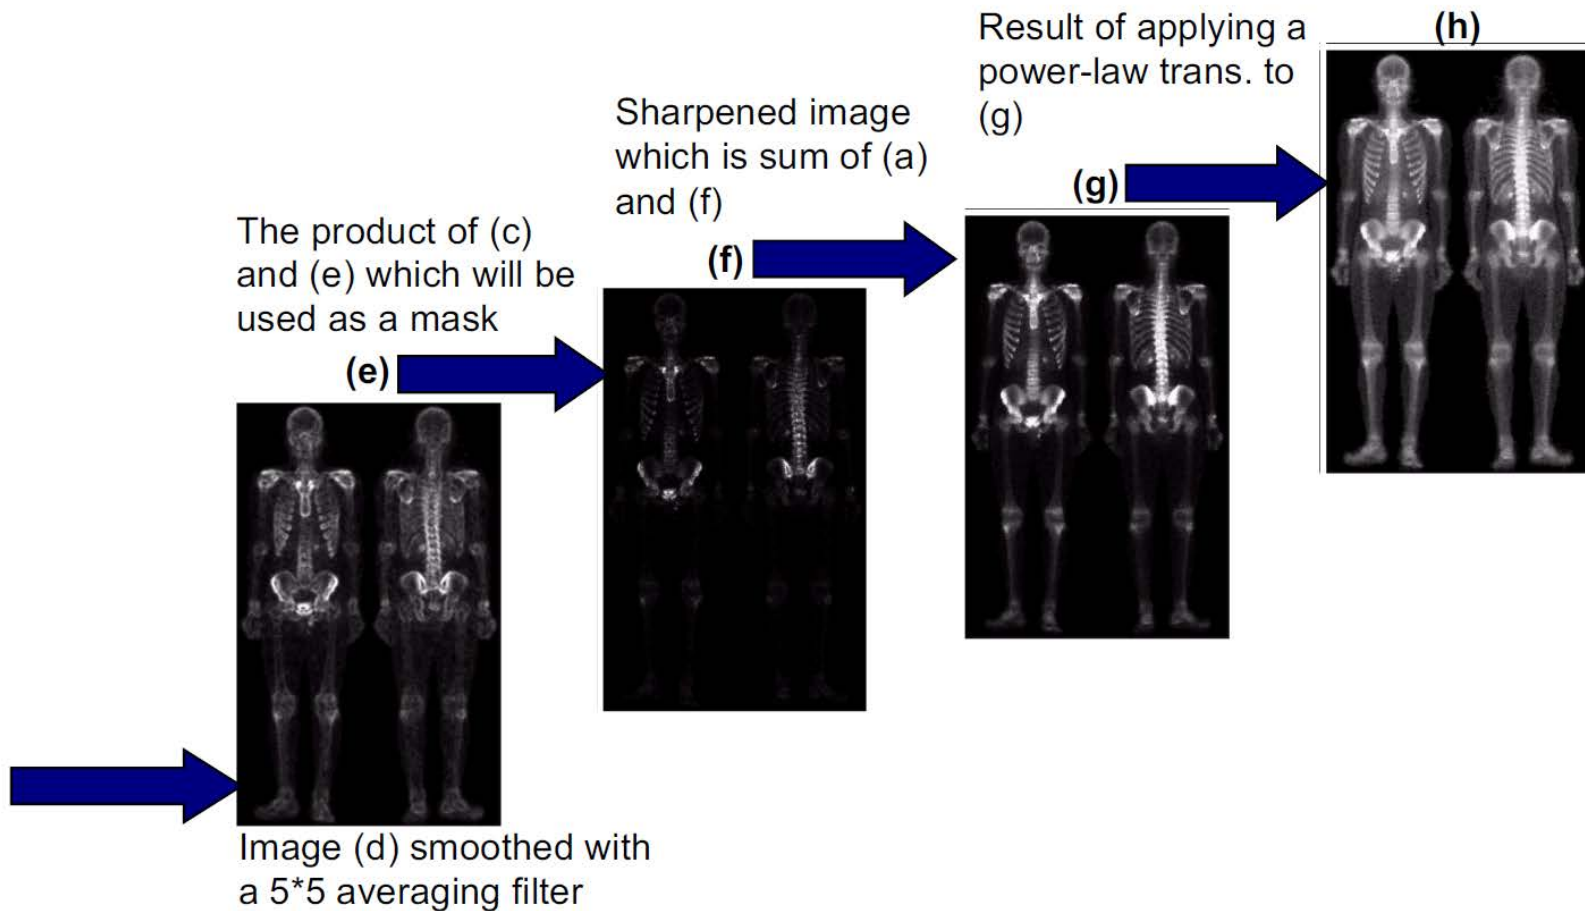 Result of applying a
power-law trans. to
(g)
(h)
Sharpened image
which is sum of (a)
and (f)
(g)
The product of (c)
and (e) which will be
used as a mask
(f)
(e)
Image (d) smoothed with
a 5*5 averaging filter